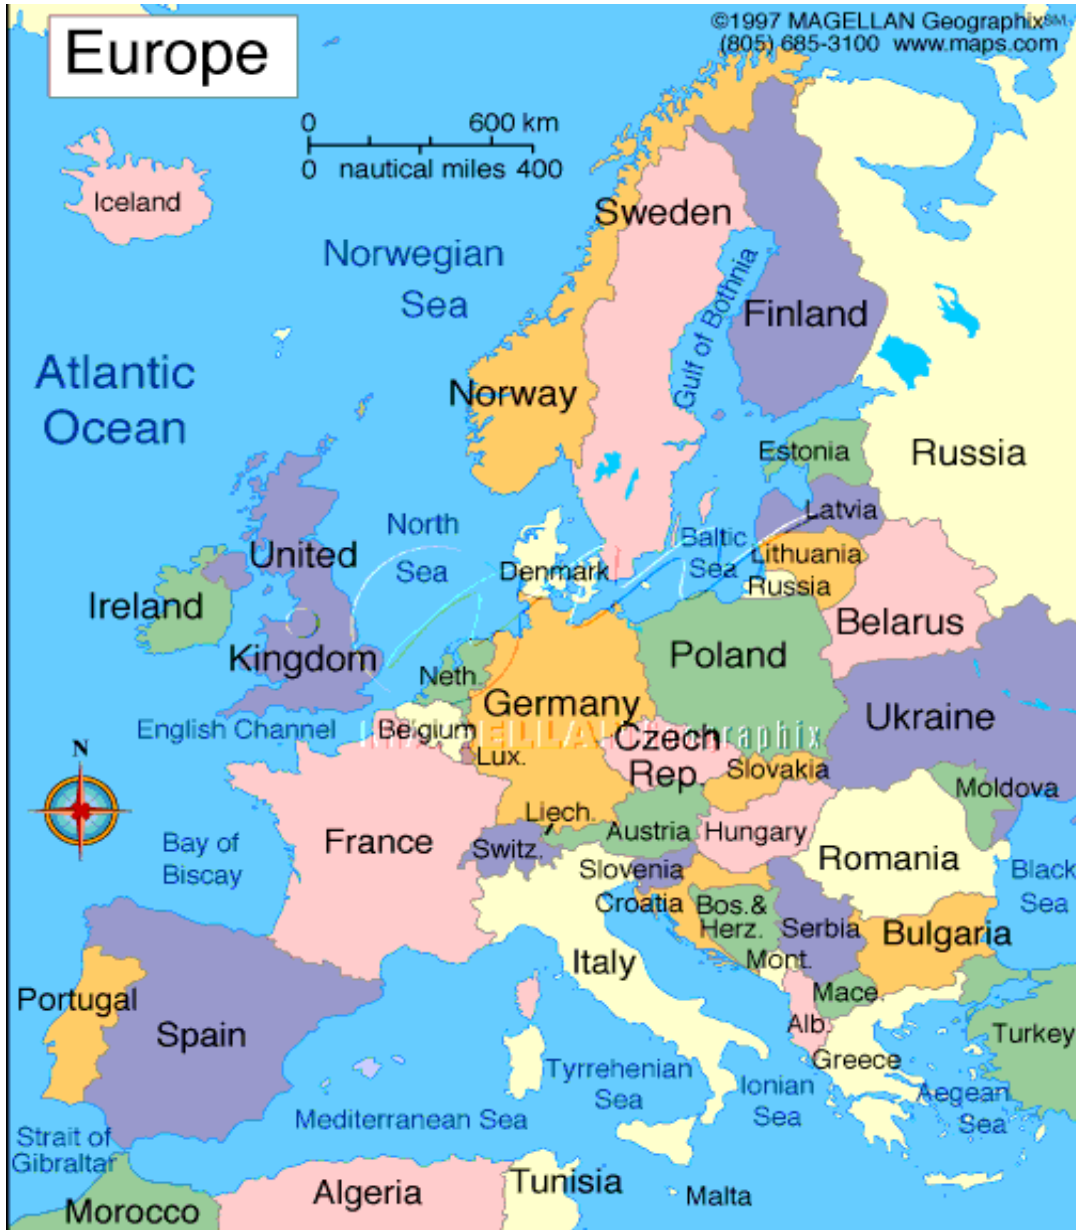 Europe
©1997 MAGELLAN Geographix℠
(805) 685-3100 www.maps.com
0 600 km
0 nautical miles 400
Iceland
Sweden
Norwegian
Sea
Gulf of Bothnia
Finland
Atlantic
Ocean
Norway
Estonia
Russia
Latvia
North
Sea
Baltic
Sea
United
Kingdom
Lithuania
Denmark
Russia
Ireland
Belarus
Poland
Neth.
Germany
Ukraine
English Channel
Belgium
Czech
Rep.
Lux.
Slovakia
Moldova
N
Liech.
France
Switz.
Austria
Hungary
Bay of
Biscay
Romania
Slovenia
Black
Sea
Croatia
Bos.&
Herz.
Serbia
Bulgaria
Italy
Mont.
Portugal
Mace.
Spain
Alb.
Turkey
Greece
Tyrrehenian
Sea
Ionian
Sea
Aegean
Sea
Mediterranean Sea
Strait of
Gibraltar
Algeria
Tunisia
Malta
Morocco